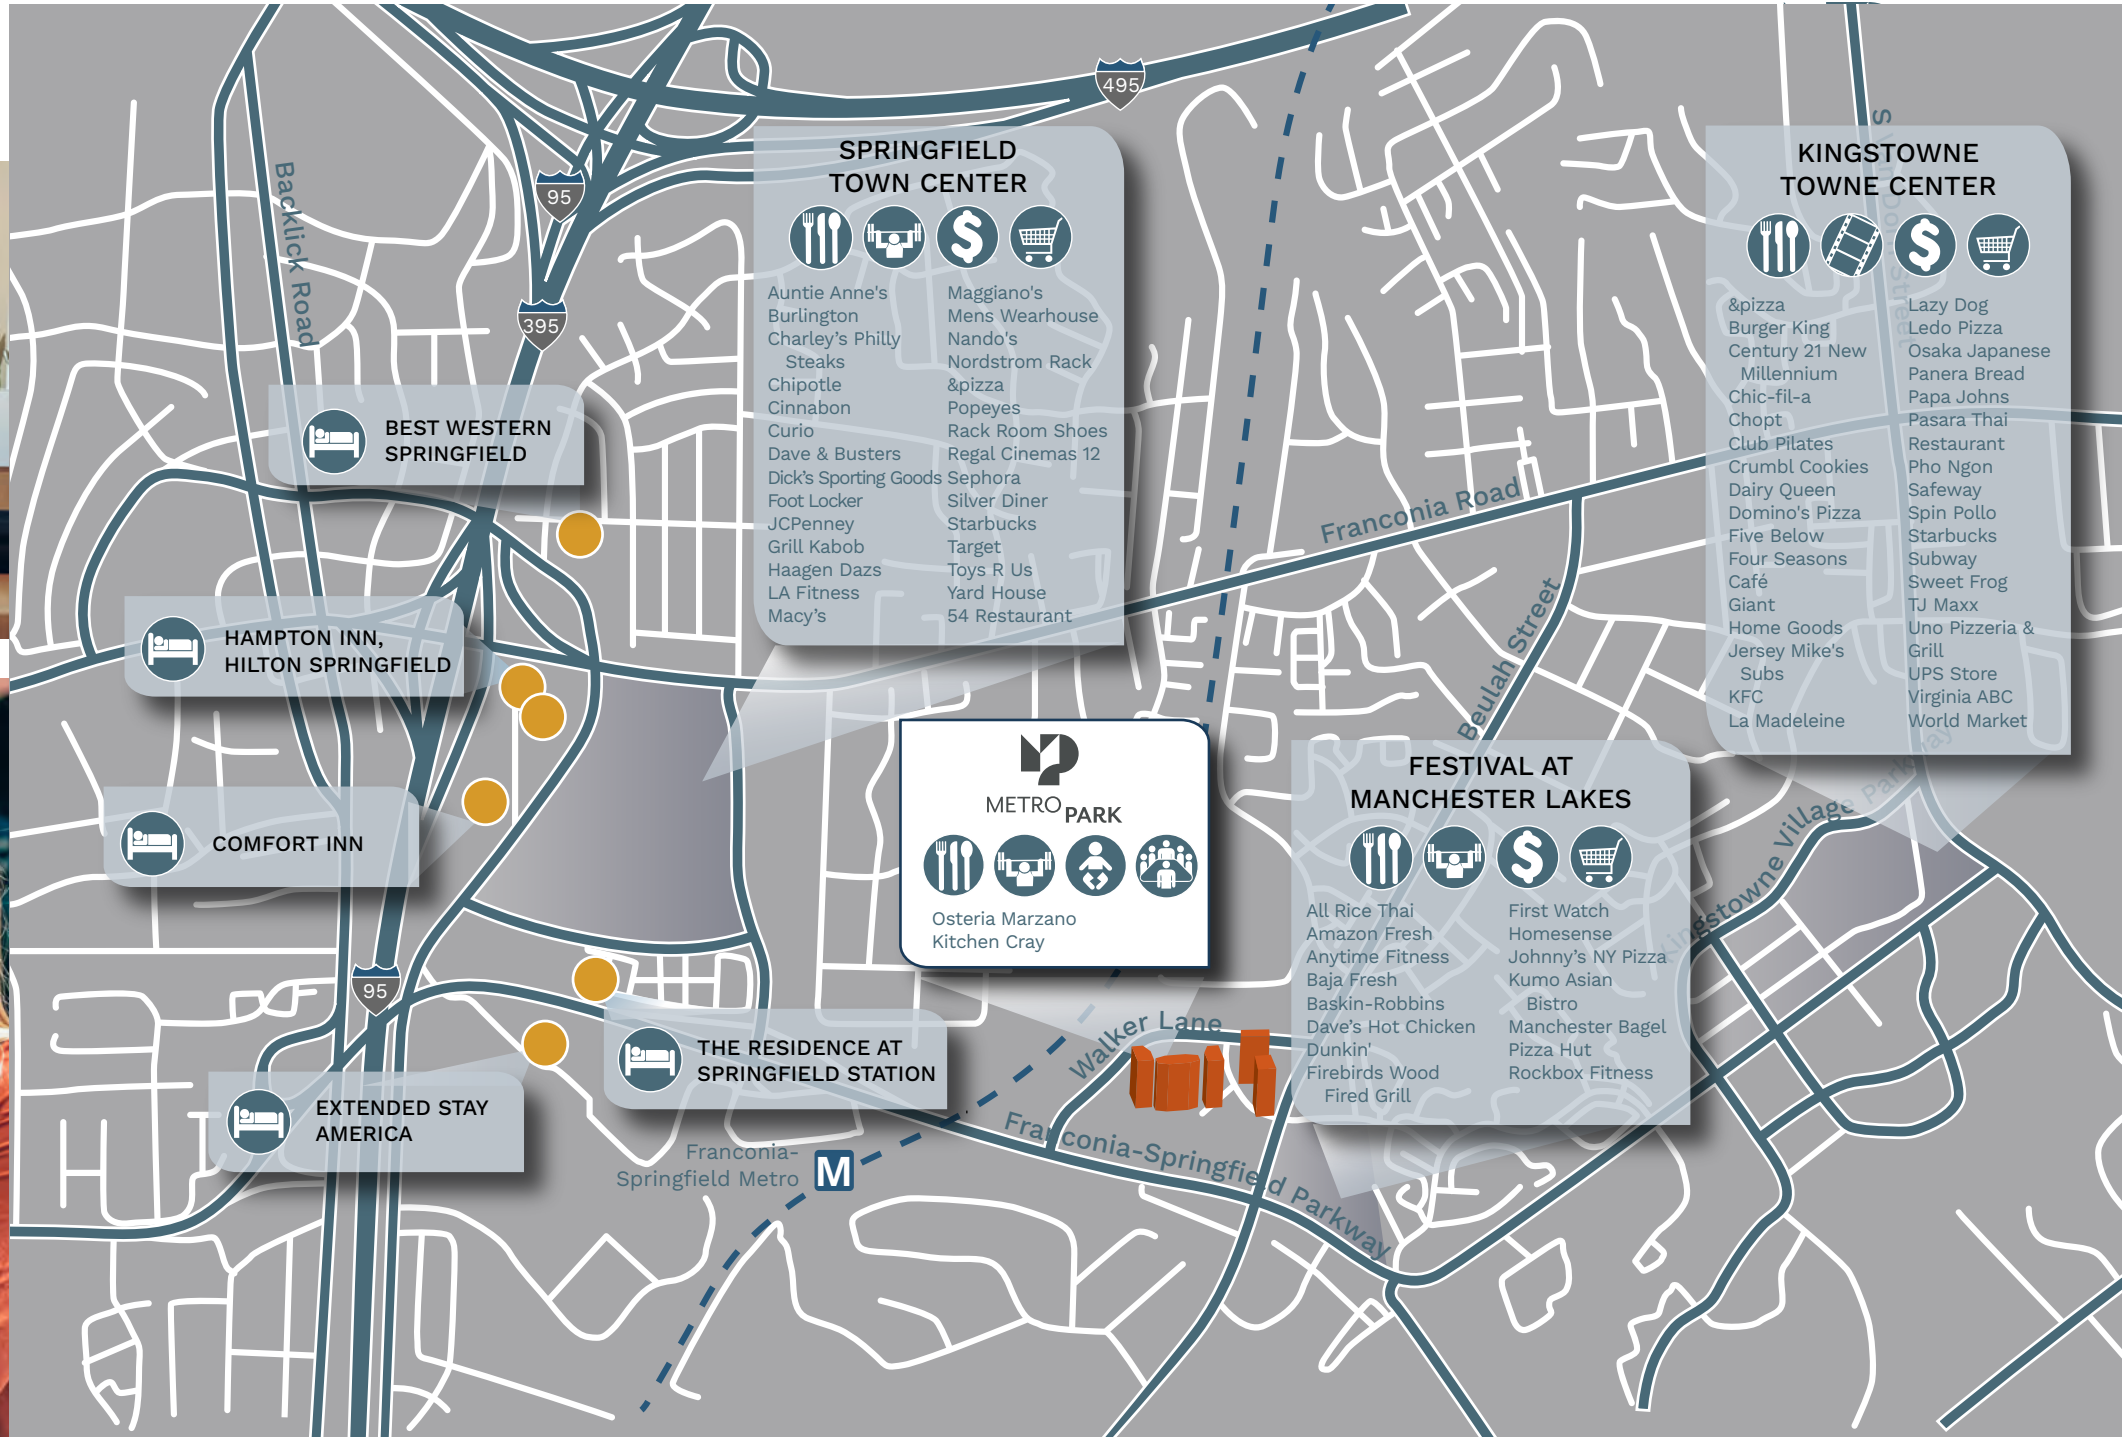 495
95
395
Backlick Road
SPRINGFIELD
TOWN CENTER
Auntie Anne's
Burlington
Charley's Philly
Steaks
Chipotle
Cinnabon
Curio
Dave & Busters
Dick's Sporting Goods
Foot Locker
JCPenney
Grill Kabob
Haagen Dazs
LA Fitness
Macy's
Maggiano's
Mens Wearhouse
Nando's
Nordstrom Rack
&pizza
Popeyes
Rack Room Shoes
Regal Cinemas 12
Sephora
Silver Diner
Starbucks
Target
Toys R Us
Yard House
54 Restaurant
KINGSTOWNE
TOWNE CENTER
&pizza
Burger King
Century 21 New
Millennium
Chic-fil-a
Chopt
Club Pilates
Crumbl Cookies
Dairy Queen
Domino's Pizza
Five Below
Four Seasons
Café
Giant
Home Goods
Jersey Mike's
Subs
KFC
La Madeleine
Lazy Dog
Ledo Pizza
Osaka Japanese
Panera Bread
Papa Johns
Pasara Thai
Restaurant
Pho Ngon
Safeway
Spin Pollo
Starbucks
Subway
Sweet Frog
TJ Maxx
Uno Pizzeria &
Grill
UPS Store
Virginia ABC
World Market
BEST WESTERN
SPRINGFIELD
Franconia Road
Beulah Street
HAMPTON INN,
HILTON SPRINGFIELD
COMFORT INN
METRO PARK
Osteria Marzano
Kitchen Cray
FESTIVAL AT
MANCHESTER LAKES
All Rice Thai
Amazon Fresh
Anytime Fitness
Baja Fresh
Baskin-Robbins
Dave's Hot Chicken
Dunkin'
Firebirds Wood
Fired Grill
First Watch
Homesense
Johnny's NY Pizza
Kumo Asian
Bistro
Manchester Bagel
Pizza Hut
Rockbox Fitness
Kingstowne Village Parkway
95
Walker Lane
THE RESIDENCE AT
SPRINGFIELD STATION
EXTENDED STAY
AMERICA
Franconia-
Springfield Metro
M
Franconia-Springfield Parkway